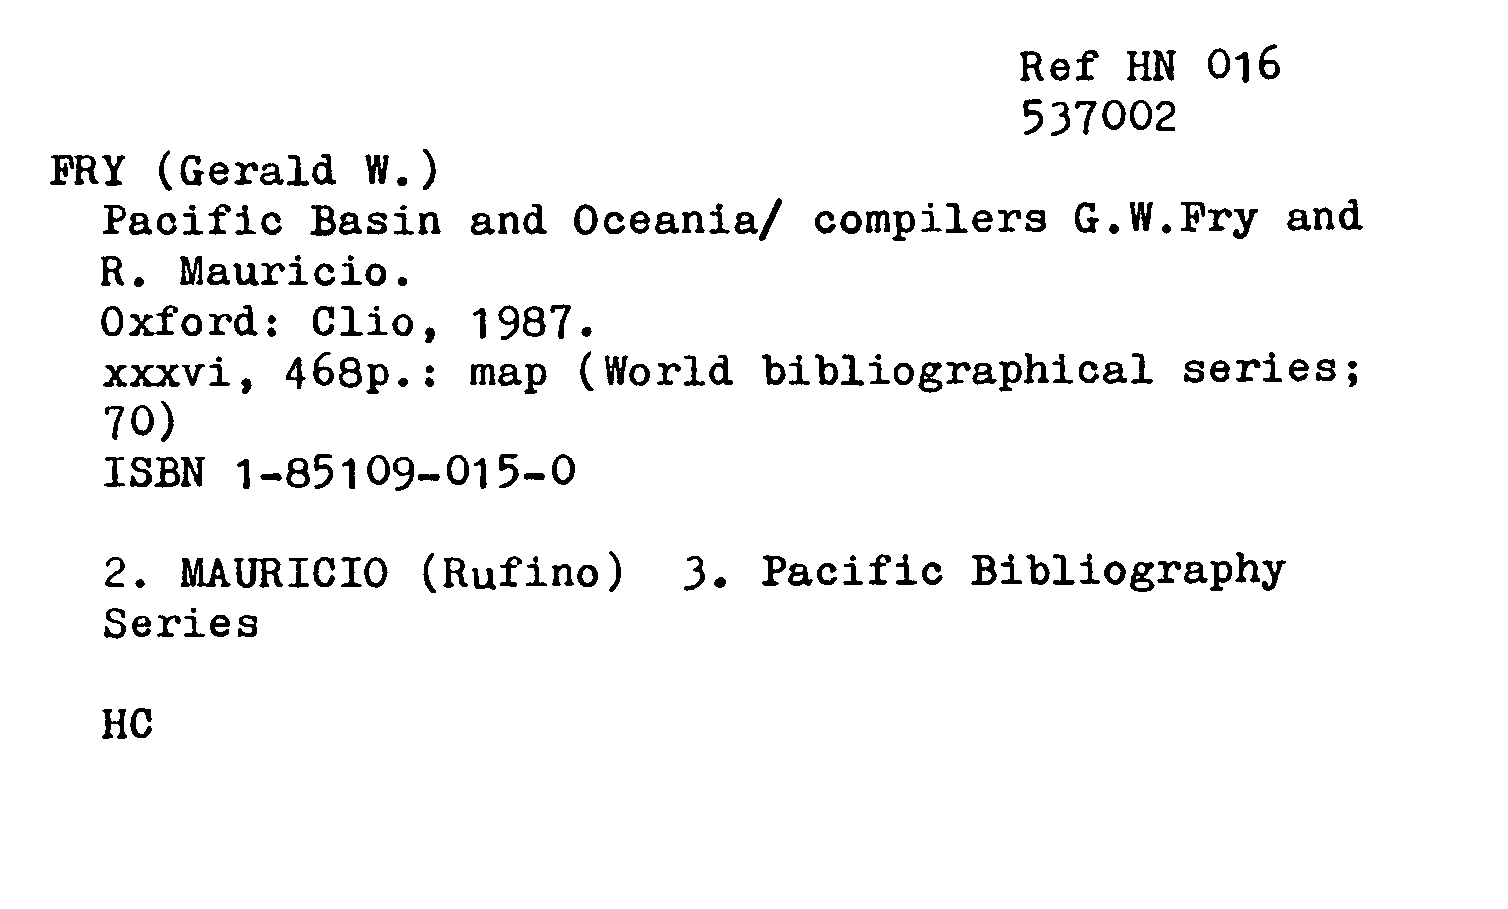 Ref HN 016
537002
FRY (Gerald W.)
Pacific Basin and Oceania/ compilers G.W.Fry and
R. Mauricio.
Oxford: Clio, 1987.
xxxvi, 468p.: map (World bibliographical series;
70)
ISBN 1-85109-015-0
2. MAURICIO (Rufino) 3. Pacific Bibliography
Series
HC